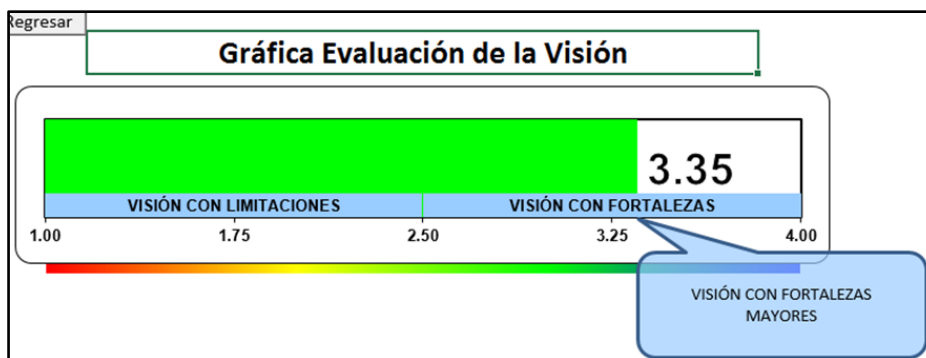 Regresar
Gráfica Evaluación de la Visión
3.35
VISIÓN CON LIMITACIONES VISIÓN CON FORTALEZAS
1.00 1.75 2.50 3.25 4.00
VISIÓN CON FORTALEZAS
MAYORES